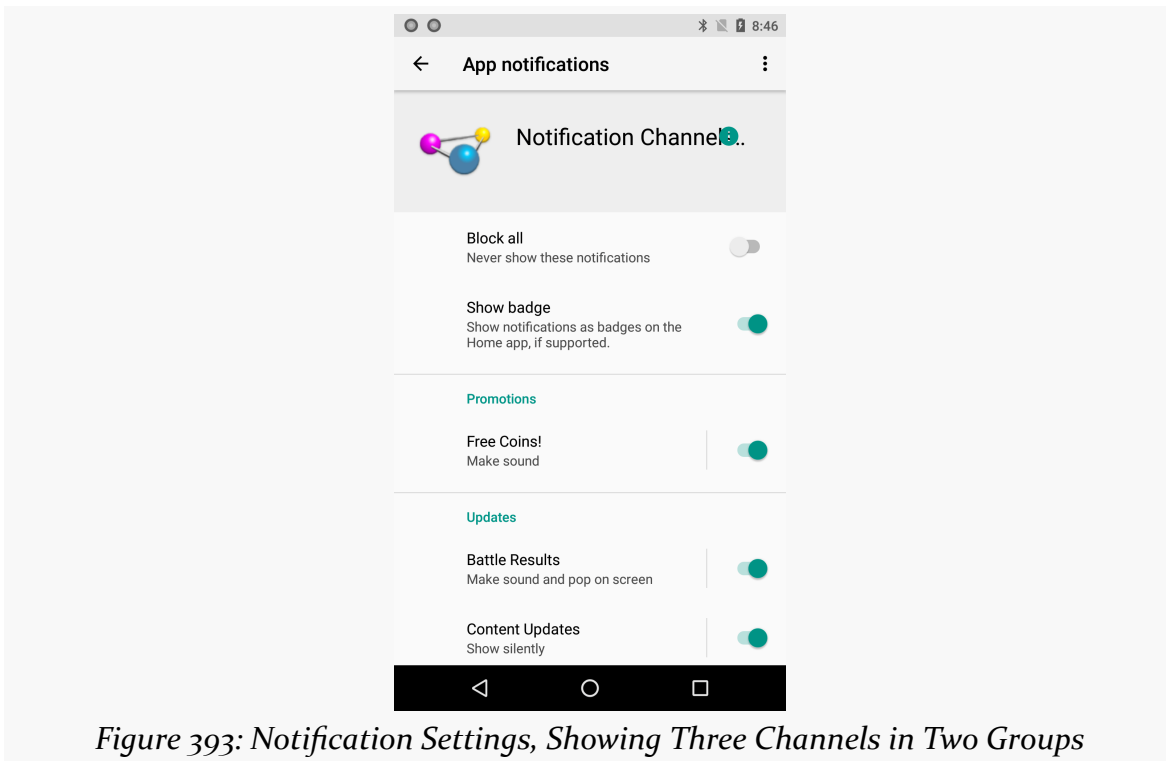 8:46
App notifications
Notification Channel...
Block all
Never show these notifications
Show badge
Show notifications as badges on the
Home app, if supported.
Promotions
Free Coins!
Make sound
Updates
Battle Results
Make sound and pop on screen
Content Updates
Show silently
Figure 393: Notification Settings, Showing Three Channels in Two Groups